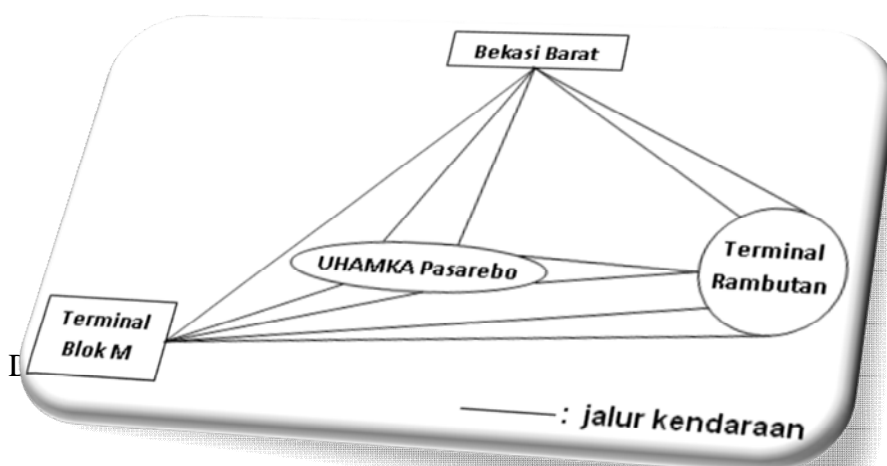 Bekasi Barat
Terminal
Rambutan
UHAMKA Pasarebo
Terminal
Blok M
: jalur kendaraan